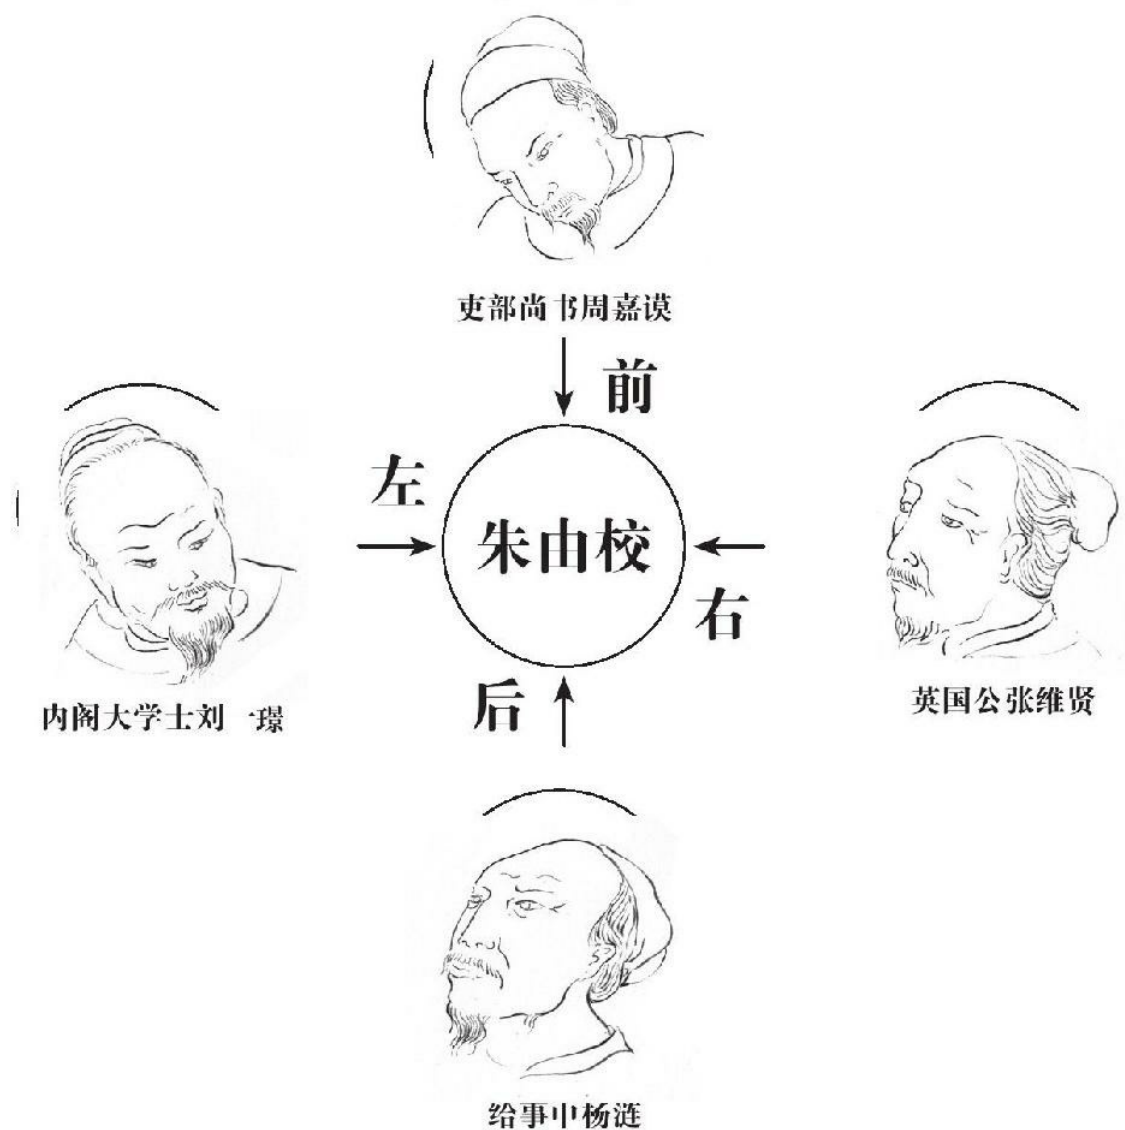 吏部尚书周嘉谟
前
左
朱由校
右
后
内阁大学士刘一璟
英国公张维贤
给事中杨涟